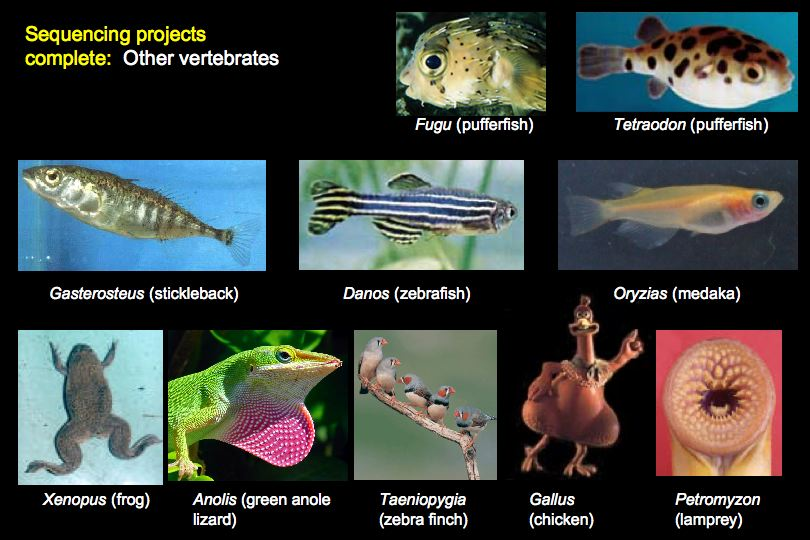 Sequencing projects
complete: Other vertebrates
Fugu (pufferfish)
Tetraodon (pufferfish)
Gasterosteus (stickleback)
Danos (zebrafish)
Oryzias (medaka)
Xenopus (frog)
Anolis (green anole
lizard)
Taeniopygia
(zebra finch)
Gallus
(chicken)
Petromyzon
(lamprey)